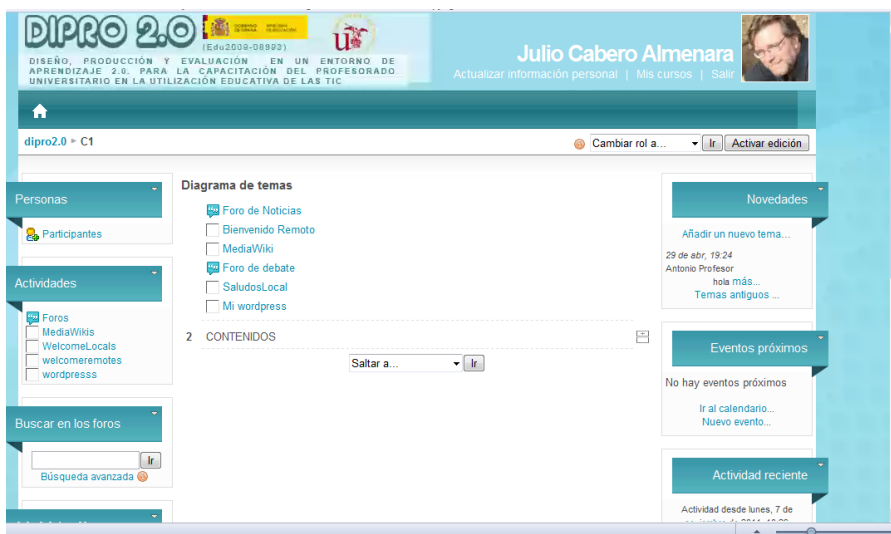 DIPRO 2.0
(Edu2009-08893)
DISEÑO, PRODUCCIÓN Y EVALUACIÓN EN UN ENTORNO DE
APRENDIZAJE 2.0, PARA LA CAPACITACIÓN DEL PROFESORADO
UNIVERSITARIO EN LA UTILIZACIÓN EDUCATIVA DE LAS TIC
Julio Cabero Almenara
Actualizar información personal | Mis cursos | Salir
dipro2.0 ► C1
Cambiar rol a...
Ir
Activar edición
Personas
Participantes
Actividades
Foros
MediaWikis
WelcomeLocals
welcomeremotes
wordpresss
Buscar en los foros
Ir
Búsqueda avanzada
Diagrama de temas
Foro de Noticias
Bienvenido Remoto
MediaWiki
Foro de debate
SaludosLocal
Mi wordpress
2 CONTENIDOS
Saltar a...
Ir
Novedades
Añadir un nuevo tema...
29 de abr, 19:24
Antonio Profesor
hola más...
Temas antiguos ...
Eventos próximos
No hay eventos próximos
Ir al calendario...
Nuevo evento...
Actividad reciente
Actividad desde lunes, 7 de